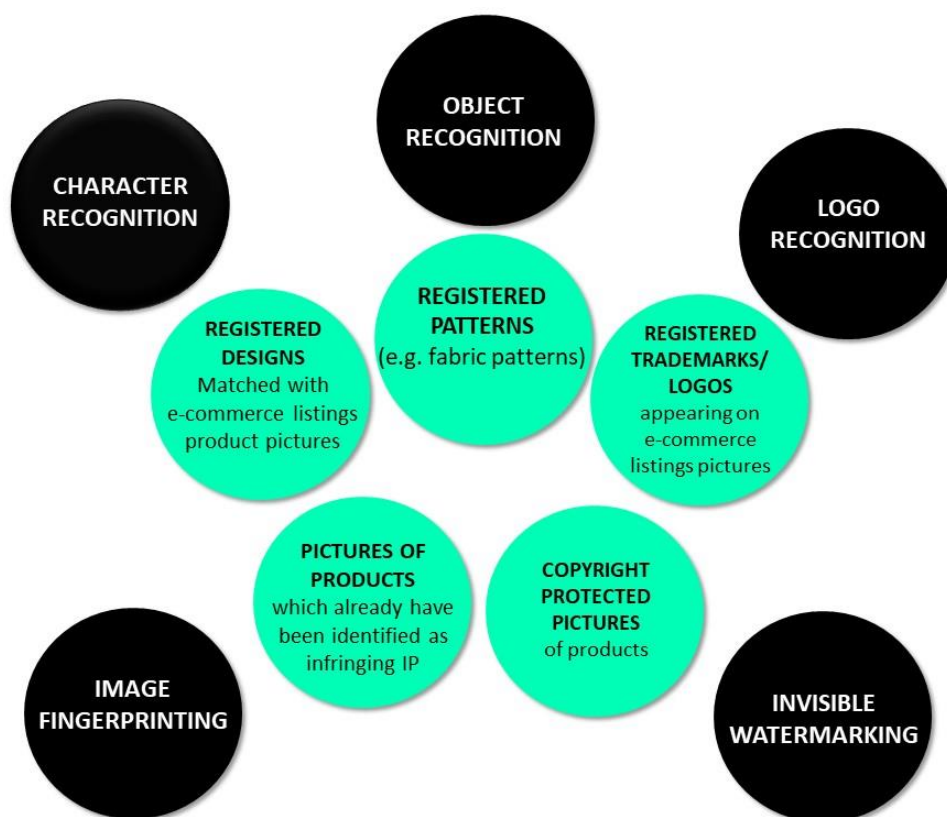 OBJECT
RECOGNITION
CHARACTER
RECOGNITION
LOGO
RECOGNITION
REGISTERED
PATTERNS
(e.g. fabric patterns)
REGISTERED
DESIGNS
Matched with
e-commerce listings
product pictures
REGISTERED
TRADEMARKS/
LOGOS
appearing on
e-commerce
listings pictures
PICTURES OF
PRODUCTS
which already have
been identified as
infringing IP
COPYRIGHT
PROTECTED
PICTURES
of products
IMAGE
FINGERPRINTING
INVISIBLE
WATERMARKING